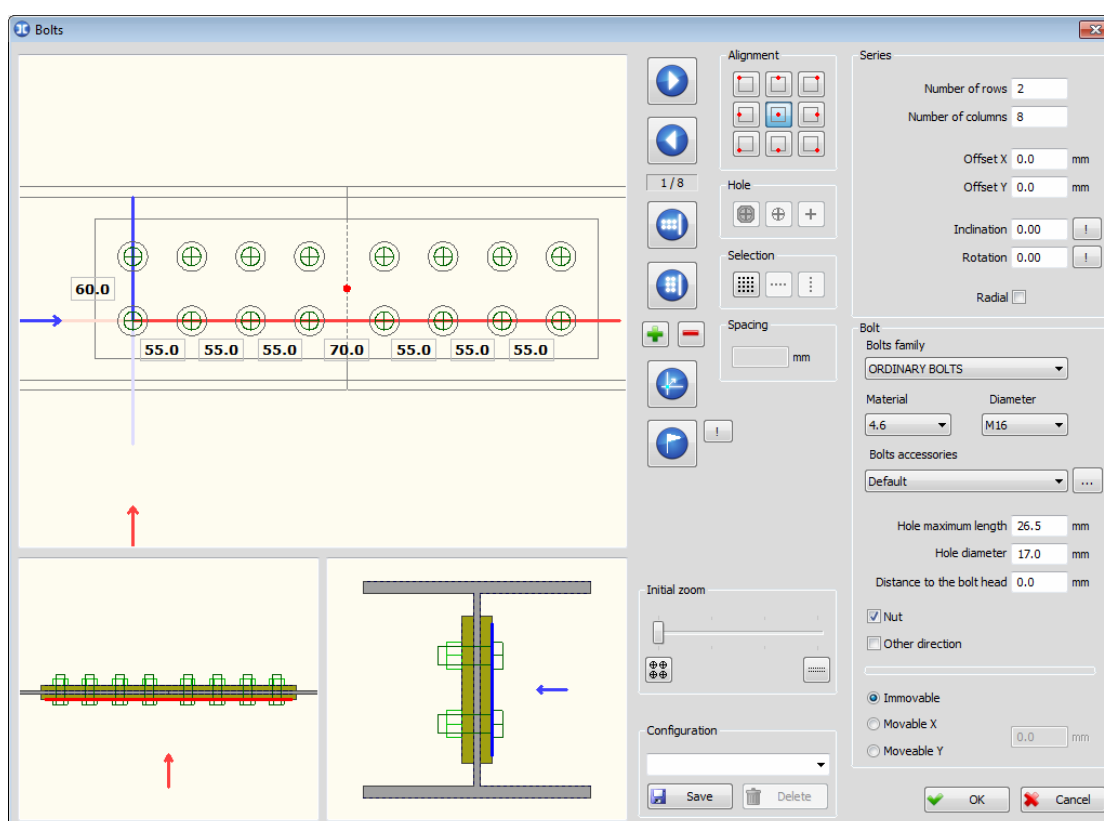 Bolts
60.0
55.0 55.0 55.0 70.0 55.0 55.0 55.0
1 / 8
Alignment
Hole
Selection
Spacing
mm
!
Initial zoom
Configuration
Save
Delete
Series
Number of rows 2
Number of columns 8
Offset X 0.0 mm
Offset Y 0.0 mm
Inclination 0.00 !
Rotation 0.00 !
Radial
Bolt
Bolts family
ORDINARY BOLTS
Material Diameter
4.6 M16
Bolts accessories
Default ...
Hole maximum length 26.5 mm
Hole diameter 17.0 mm
Distance to the bolt head 0.0 mm
Nut
Other direction
Immovable
Movable X
0.0 mm
Moveable Y
OK Cancel